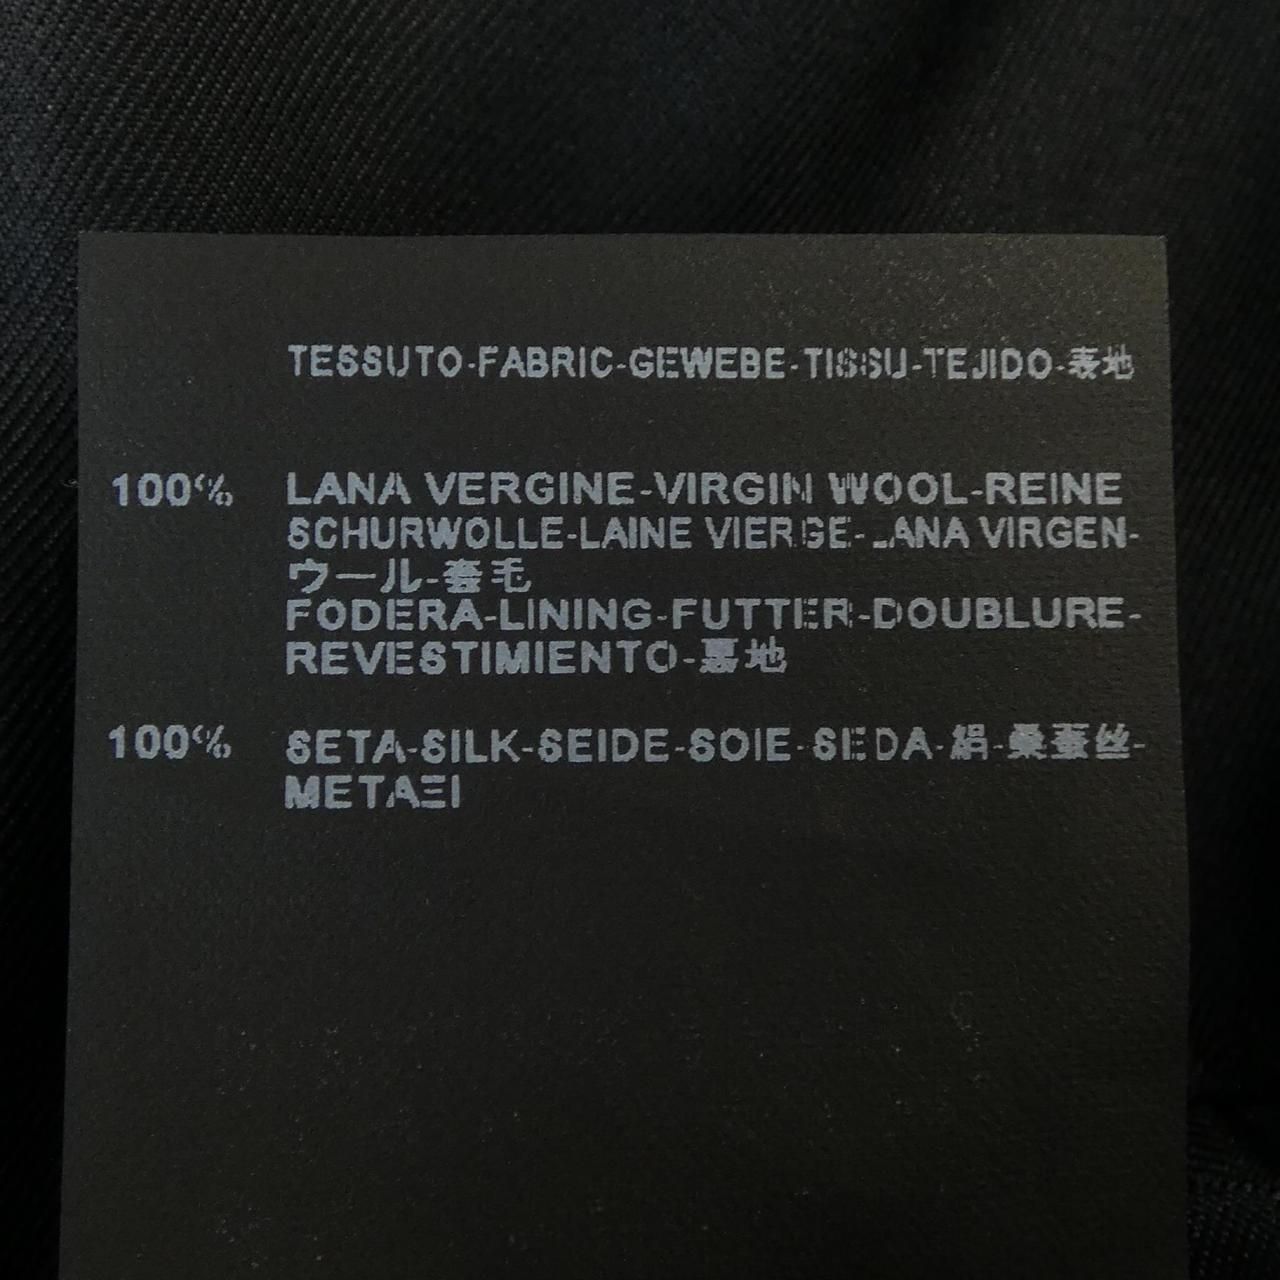 TESSUTO-FABRIC-GEWEBE-TISSU-TEJIDO-表地
100% LANA VERGINE-VIRGIN WOOL-REINE
SCHURWOLLE-LAINE VIERGE-LANA VIRGEN-
ウール-套毛
FODERA-LINING-FUTTER-DOUBLURE-
REVESTIMIENTO-裏地
100% SETA-SILK-SEIDE-SOIE-SEDA-絹-桑蚕丝-
ΜΕΤΑΞΙ